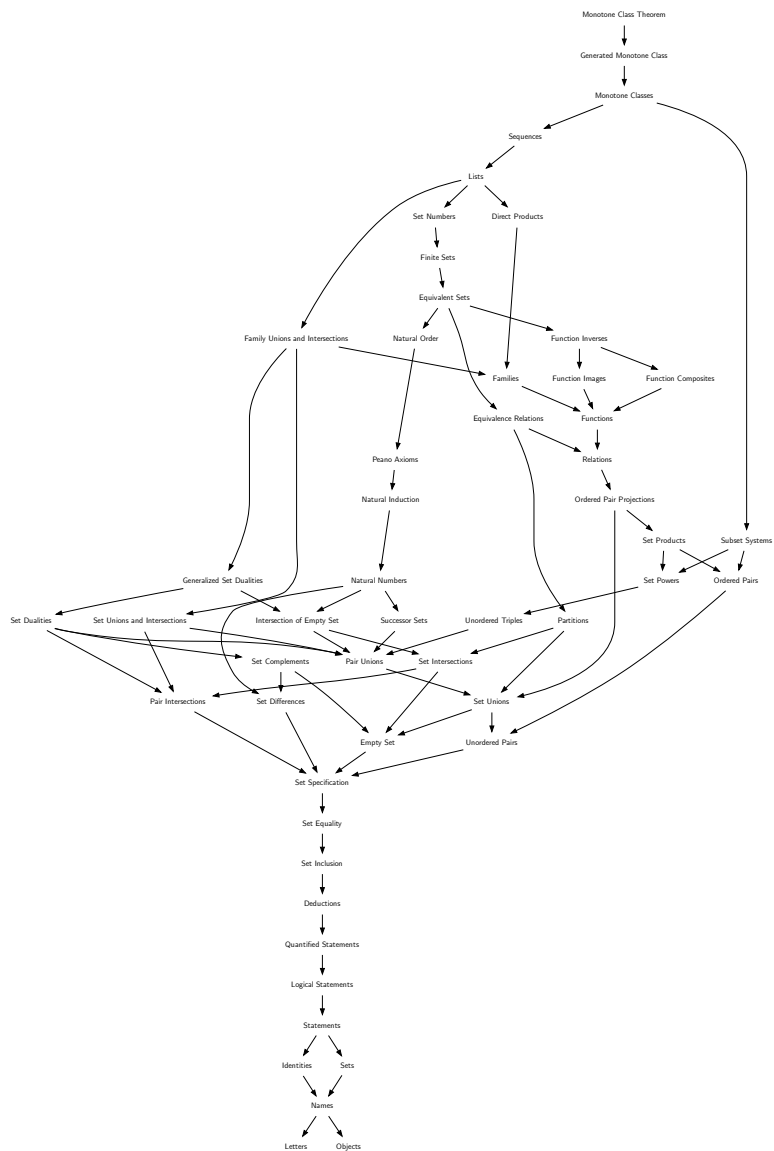 Monotone Class Theorem
Generated Monotone Class
Monotone Classes
Sequences
Lists
Set Numbers
Direct Products
Finite Sets
Equivalent Sets
Family Unions and Intersections
Natural Order
Function Inverses
Families
Function Images
Function Composites
Equivalence Relations
Functions
Peano Axioms
Relations
Natural Induction
Ordered Pair Projections
Set Products
Subset Systems
Generalized Set Dualities
Natural Numbers
Set Powers
Ordered Pairs
Set Dualities
Set Unions and Intersections
Intersection of Empty Set
Successor Sets
Unordered Triples
Partitions
Set Complements
Pair Unions
Set Intersections
Pair Intersections
Set Differences
Set Unions
Empty Set
Unordered Pairs
Set Specification
Set Equality
Set Inclusion
Deductions
Quantified Statements
Logical Statements
Statements
Identities
Sets
Names
Letters
Objects